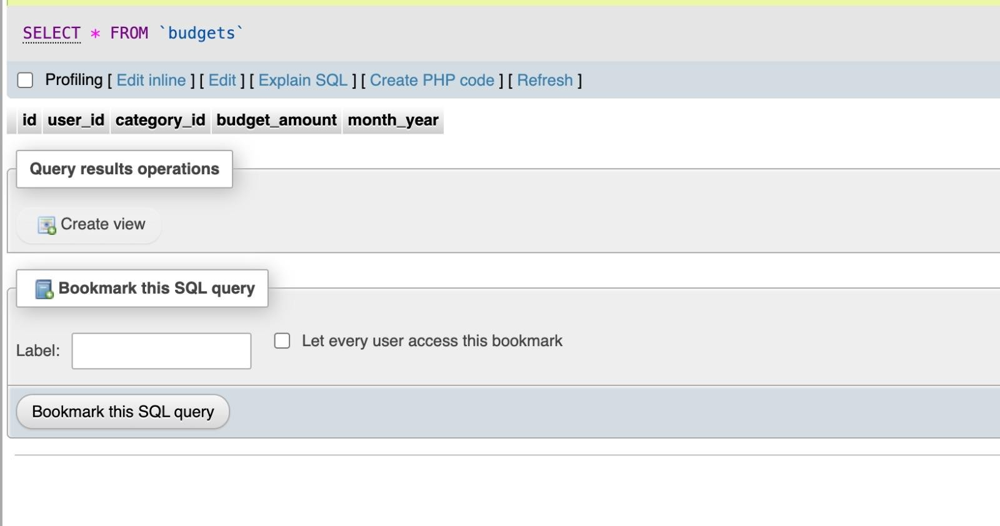 SELECT * FROM `budgets`
Profiling [ Edit inline ] [ Edit ] [ Explain SQL ] [ Create PHP code ] [ Refresh ]
id user_id category_id budget_amount month_year
Query results operations
Create view
Bookmark this SQL query
Label: Let every user access this bookmark
Bookmark this SQL query